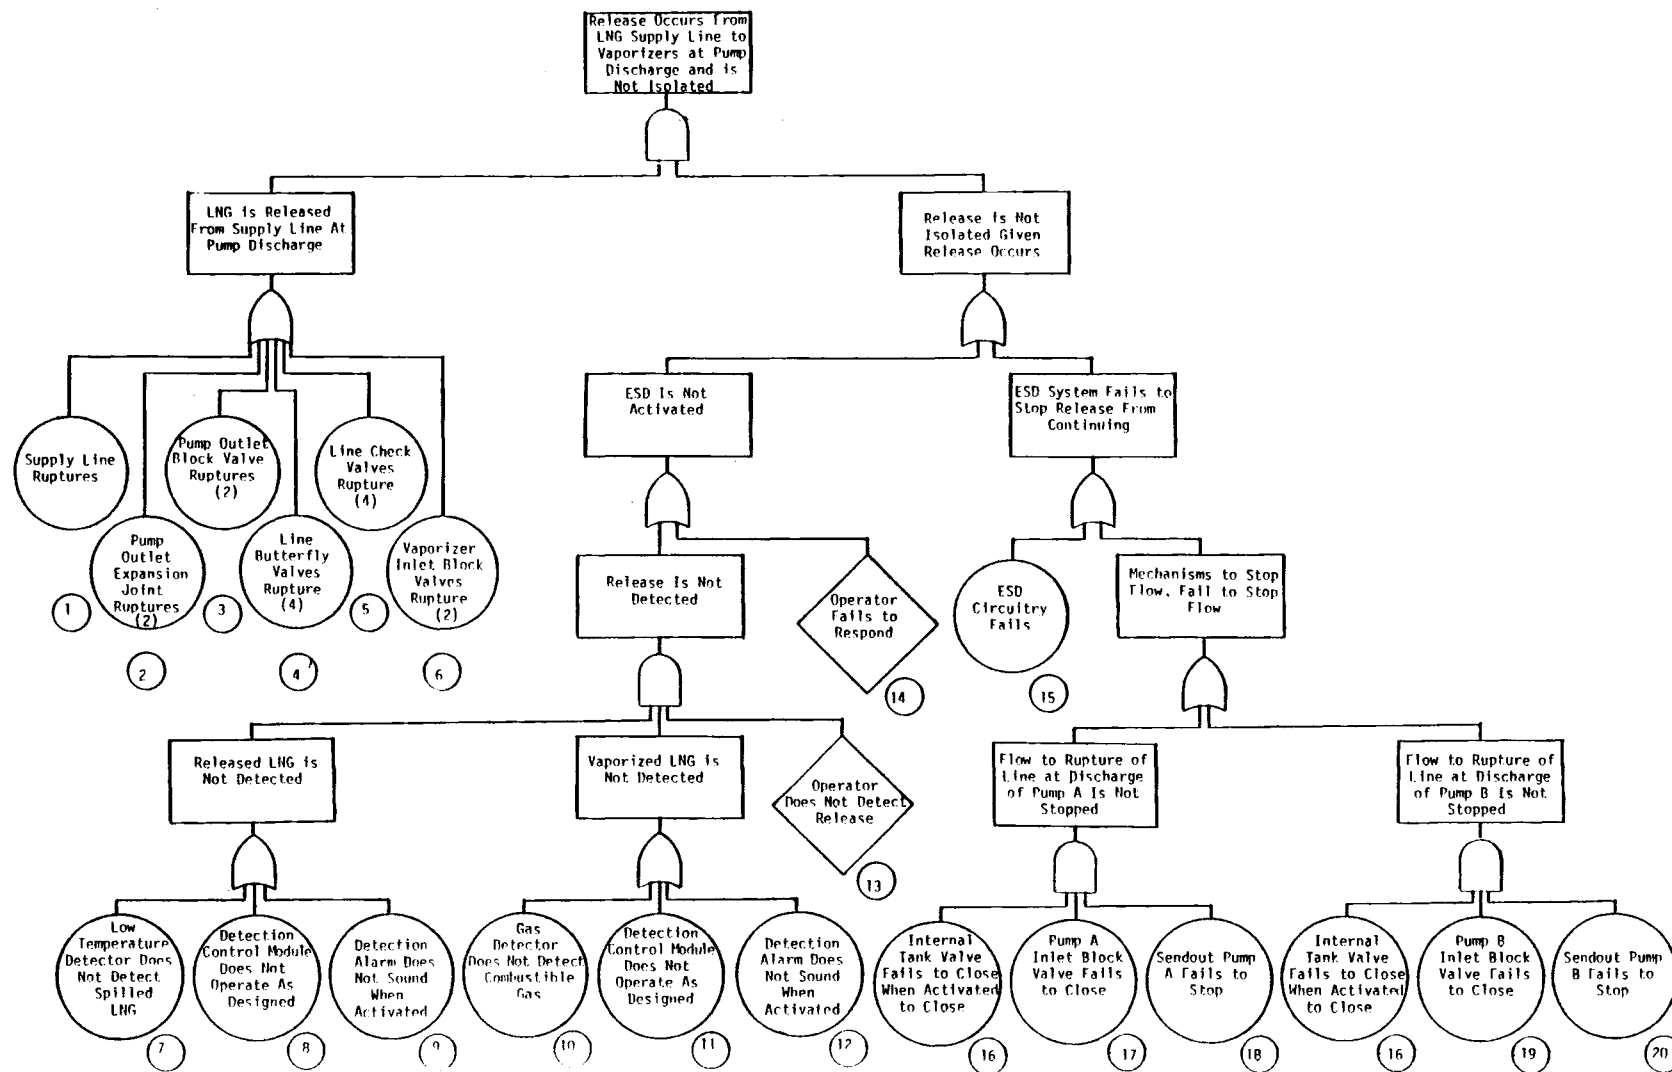 Release Occurs from
LNG Supply Line to
Vaporizers at Pump
Discharge and is
Not Isolated
LNG is Released
From Supply Line At
Pump Discharge
Release is Not
Isolated Given
Release Occurs
ESD Is Not
Activated
ESD System Fails to
Stop Release From
Continuing
Supply Line
Ruptures
Pump Outlet
Block Valve
Ruptures
(2)
Line Check
Valves
Rupture
(4)
Pump
Outlet
Expansion
Joint
Ruptures
(2)
Line
Butterfly
Valves
Rupture
(4)
Vaporizer
Inlet Block
Valves
Rupture
(2)
1
3
5
2
4
6
Release Is Not
Detected
Operator
Fails to
Respond
14
ESD
Circuitry
Fails
15
Mechanisms to Stop
Flow, Fail to Stop
Flow
Released LNG is
Not Detected
Vaporized LNG is
Not Detected
Operator
Does Not Detect
Release
13
Flow to Rupture of
Line at Discharge
of Pump A Is Not
Stopped
Flow to Rupture of
Line at Discharge
of Pump B Is Not
Stopped
Low
Temperature
Detector Does
Not Detect
Spilled
LNG
7
Detection
Control Module
Does Not
Operate As
Designed
8
Detection
Alarm Does
Not Sound
When
Activated
9
Gas
Detector
Does Not Detect
Combustible
Gas
10
Detection
Control Module
Does Not
Operate As
Designed
11
Detection
Alarm Does
Not Sound
When
Activated
12
Internal
Tank Valve
Fails to Close
When Activated
to Close
16
Pump A
Inlet Block
Valve Fails
to Close
17
Sendout Pump
A Fails to
Stop
18
Internal
Tank Valve
Fails to Close
When Activated
to Close
16
Pump B
Inlet Block
Valve Fails
to Close
19
Sendout Pump
B Fails to
Stop
20